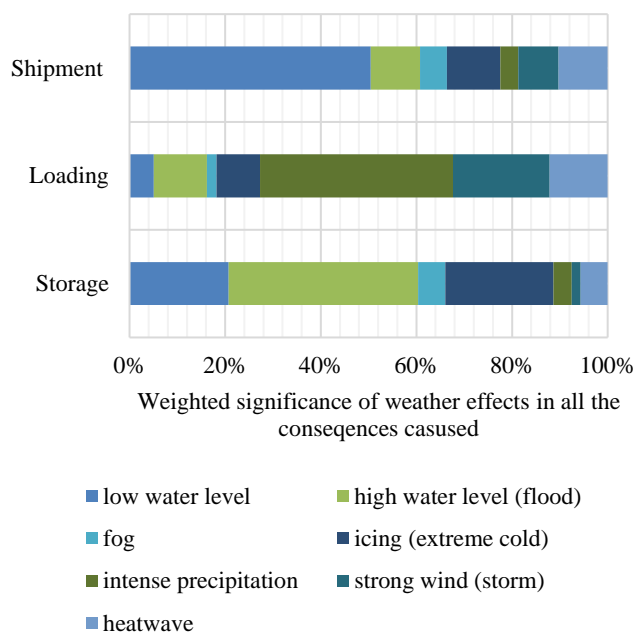 Shipment
Loading
Storage
0% 20% 40% 60% 80% 100%
Weighted significance of weather effects in all the
conseqences casused
low water level high water level (flood)
fog icing (extreme cold)
intense precipitation strong wind (storm)
heatwave